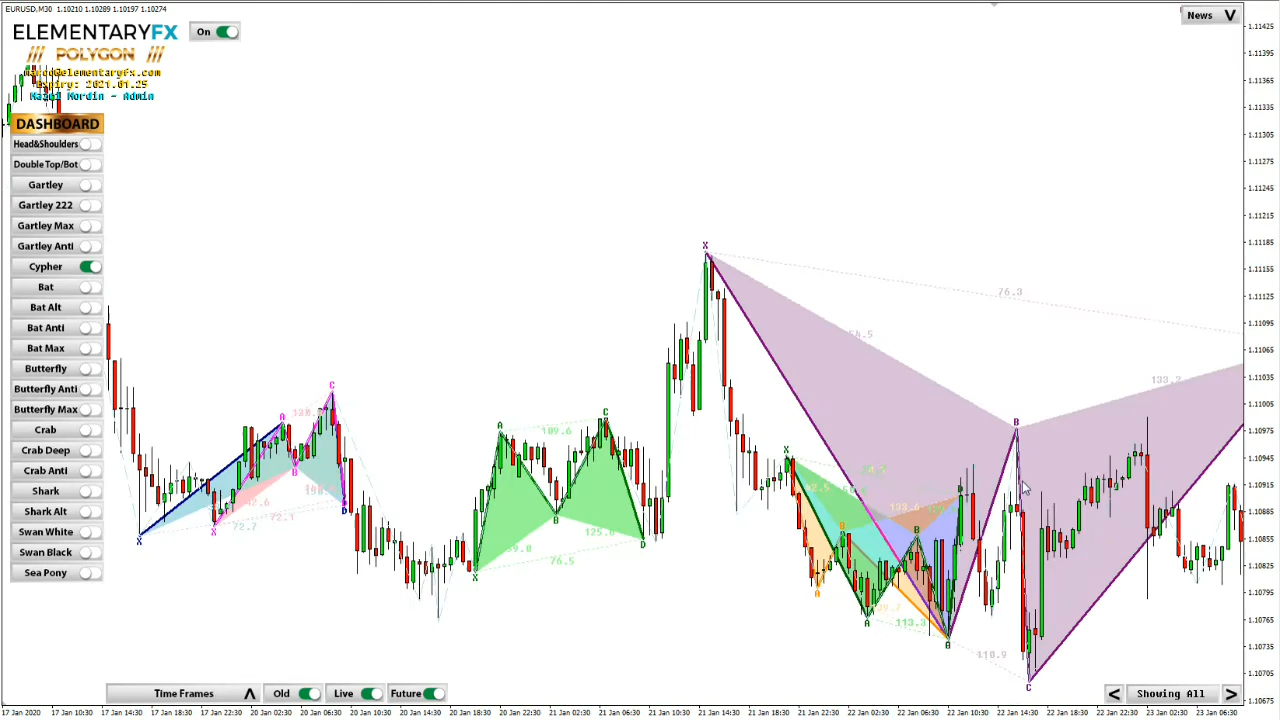 EURUSD,M30 1.10210 1.10289 1.10197 1.10274
ELEMENTARYFX
On
News V
/// POLYGON ///
marco@elementaryfx.com
Expiry: 2021.01.25
Mordin - Admin
DASHBOARD
Head&Shoulders
Double Top/Bot
Gartley
Gartley 222
Gartley Max
Gartley Anti
Cypher
Bat
Bat Alt
Bat Anti
Bat Max
Butterfly
Butterfly Anti
Butterfly Max
Crab
Crab Deep
Crab Anti
Shark
Shark Alt
Swan White
Swan Black
Sea Pony
X
A
B
C
D
X
72.7
72.1
A
109.6
C
B
X
D
76.5
X
76.3
133.2
B
X
B
D
133.6
B
A
A
113.3
A
110.9
C
1.11425
1.11395
1.11365
1.11335
1.11305
1.11275
1.11245
1.11215
1.11185
1.11155
1.11125
1.11095
1.11065
1.11035
1.11005
1.10975
1.10945
1.10915
1.10885
1.10855
1.10825
1.10795
1.10765
1.10735
1.10705
1.10675
Time Frames
Old
Live
Future
< Showing All >
17 Jan 2020
17 Jan 10:30
17 Jan 14:30
17 Jan 18:30
17 Jan 22:30
20 Jan 02:30
20 Jan 06:30
20 Jan 10:30
20 Jan 14:30
20 Jan 18:30
20 Jan 22:30
21 Jan 02:30
21 Jan 06:30
21 Jan 10:30
21 Jan 14:30
21 Jan 18:30
21 Jan 22:30
22 Jan 02:30
22 Jan 06:30
22 Jan 10:30
22 Jan 14:30
22 Jan 18:30
22 Jan 22:30
23 Jan 02:30
23 Jan 06:30